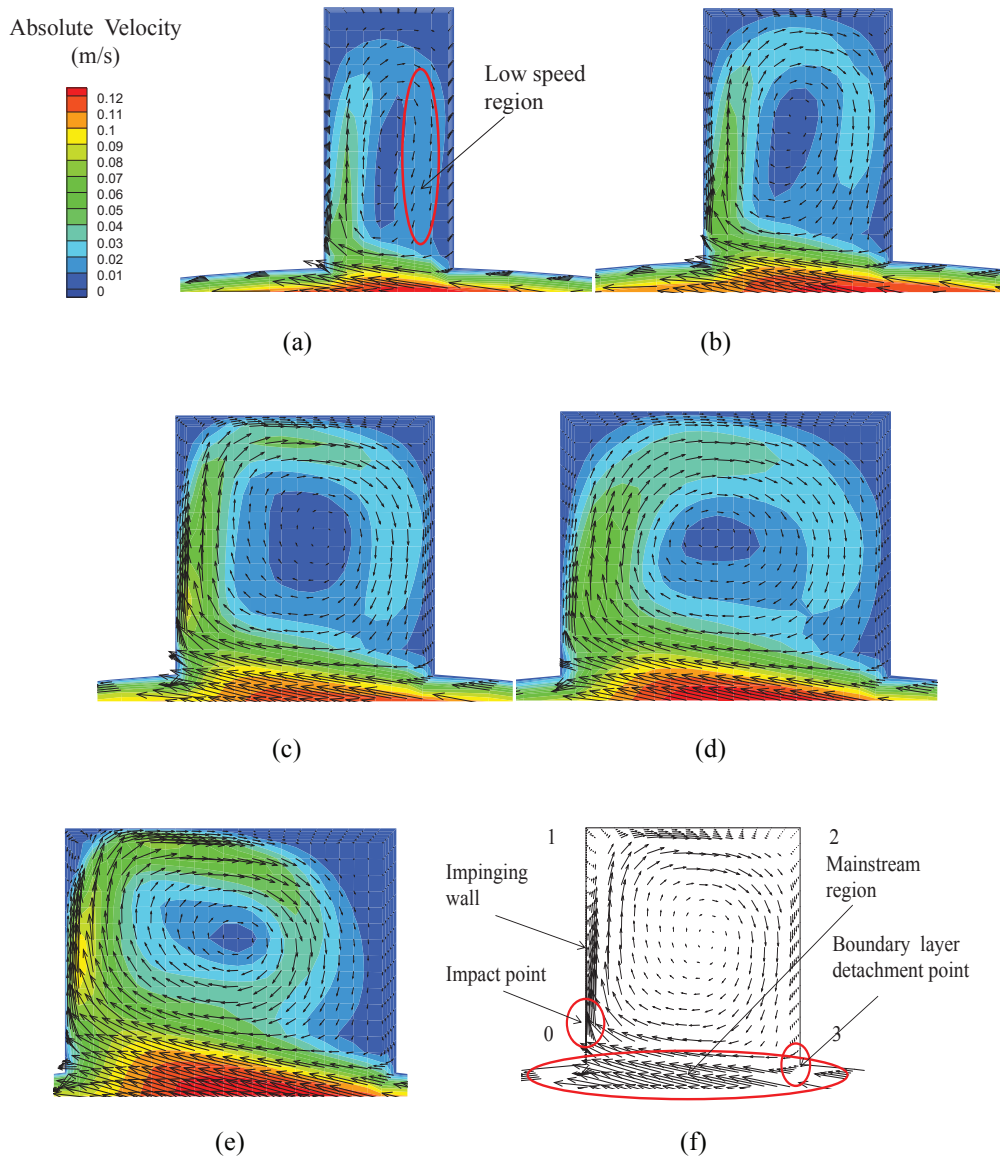 Absolute Velocity
(m/s)
0.12
0.11
0.1
0.09
0.08
0.07
0.06
0.05
0.04
0.03
0.02
0.01
0
Low speed
region
(a)
(b)
(c)
(d)
(e)
1
2
Impinging
wall
Mainstream
region
Impact point
Boundary layer
detachment point
0
3
(f)